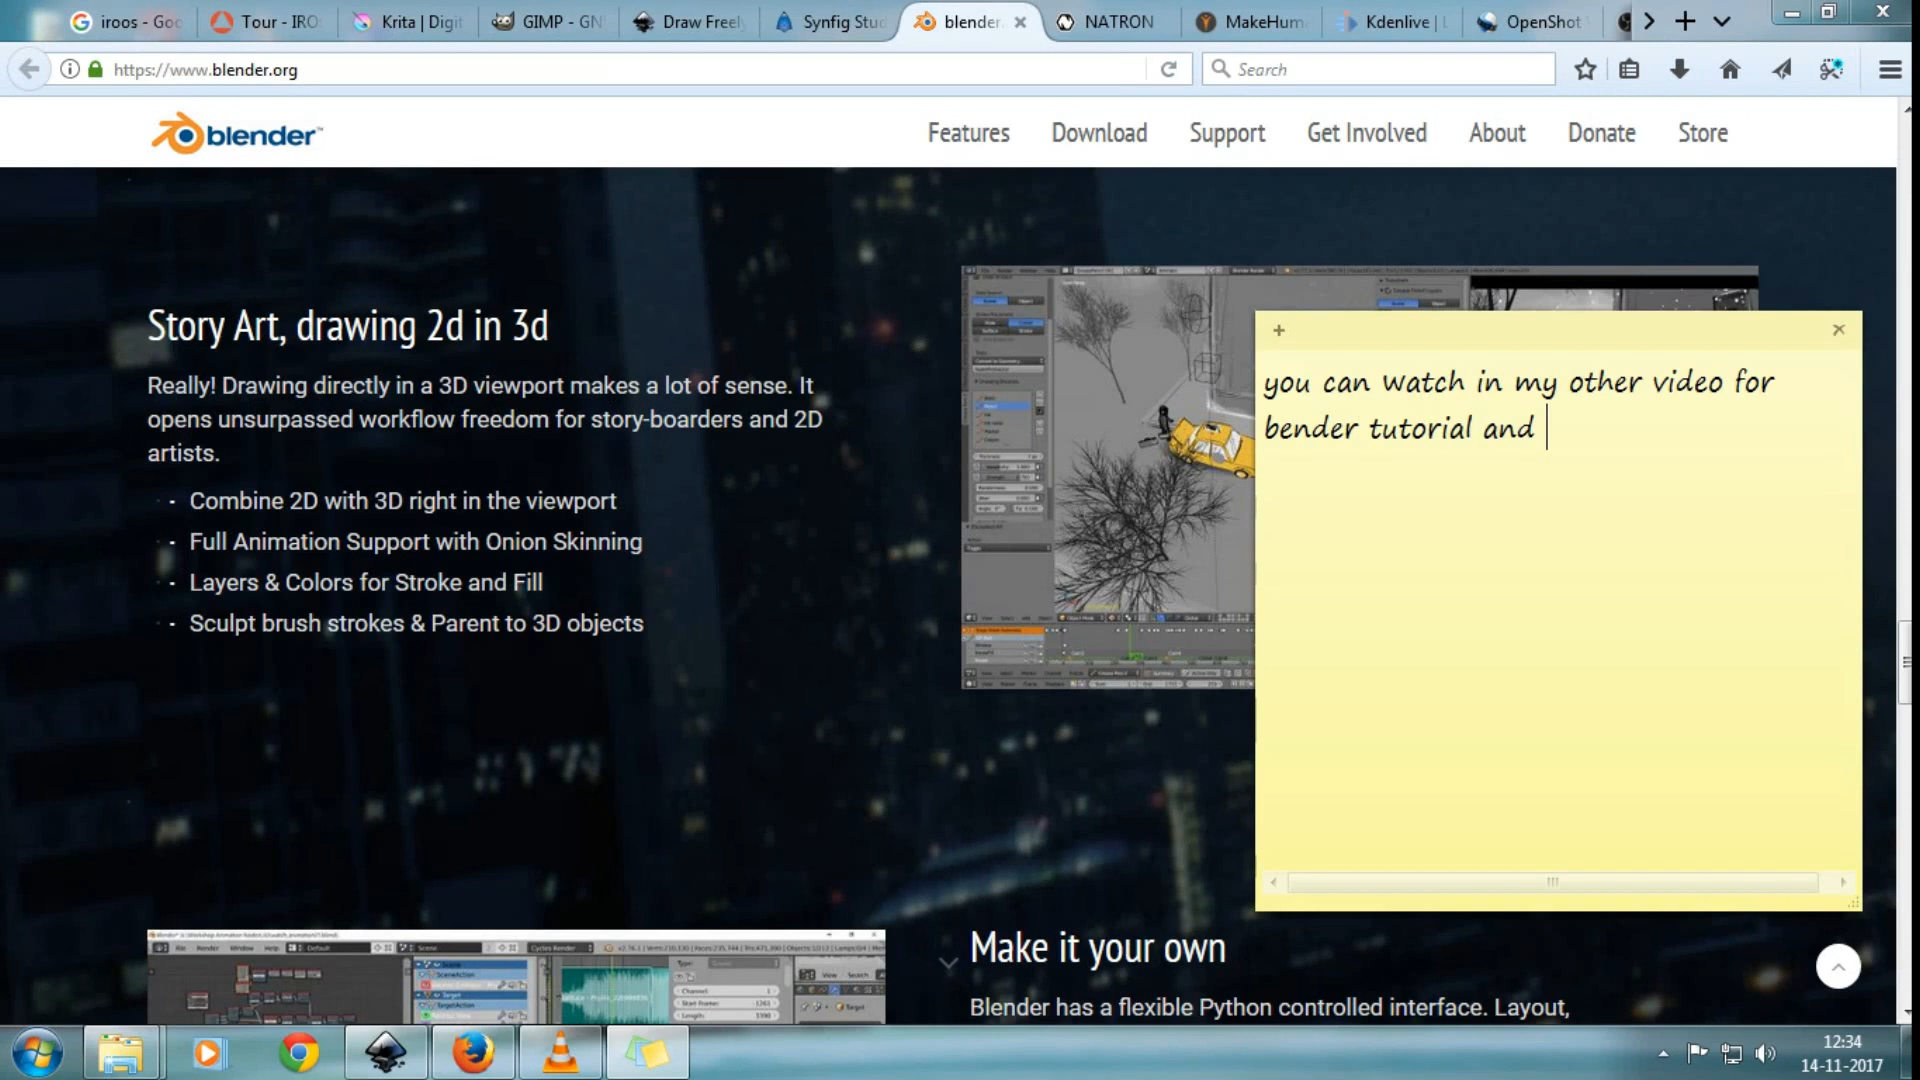 iroos - Goo
Tour - IRO
Krita | Digit
GIMP - GN
Draw Freely
Synfig Stud
blender.
NATRON
MakeHum
Kdenlive | L
OpenShot
https://www.blender.org
Search
blender
Features
Download
Support
Get Involved
About
Donate
Store
Story Art, drawing 2d in 3d
Really! Drawing directly in a 3D viewport makes a lot of sense. It
opens unsurpassed workflow freedom for story-boarders and 2D
artists.
- Combine 2D with 3D right in the viewport
- Full Animation Support with Onion Skinning
- Layers & Colors for Stroke and Fill
- Sculpt brush strokes & Parent to 3D objects
you can watch in my other video for
bender tutorial and
Make it your own
Blender has a flexible Python controlled interface. Layout,
12:34
14-11-2017